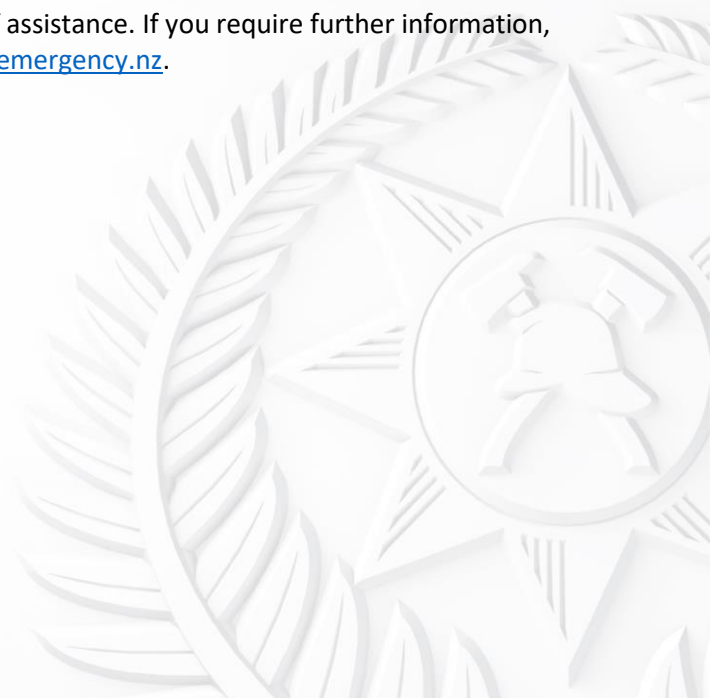 assistance. If you require further information,
emergency.nz.